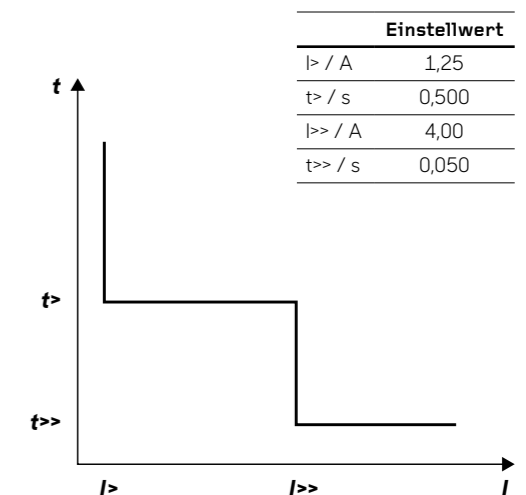 Einstellwert
I> / A 1,25
t> / s 0,500
I>> / A 4,00
t>> / s 0,050
t
t>
t>>
I> I>> I